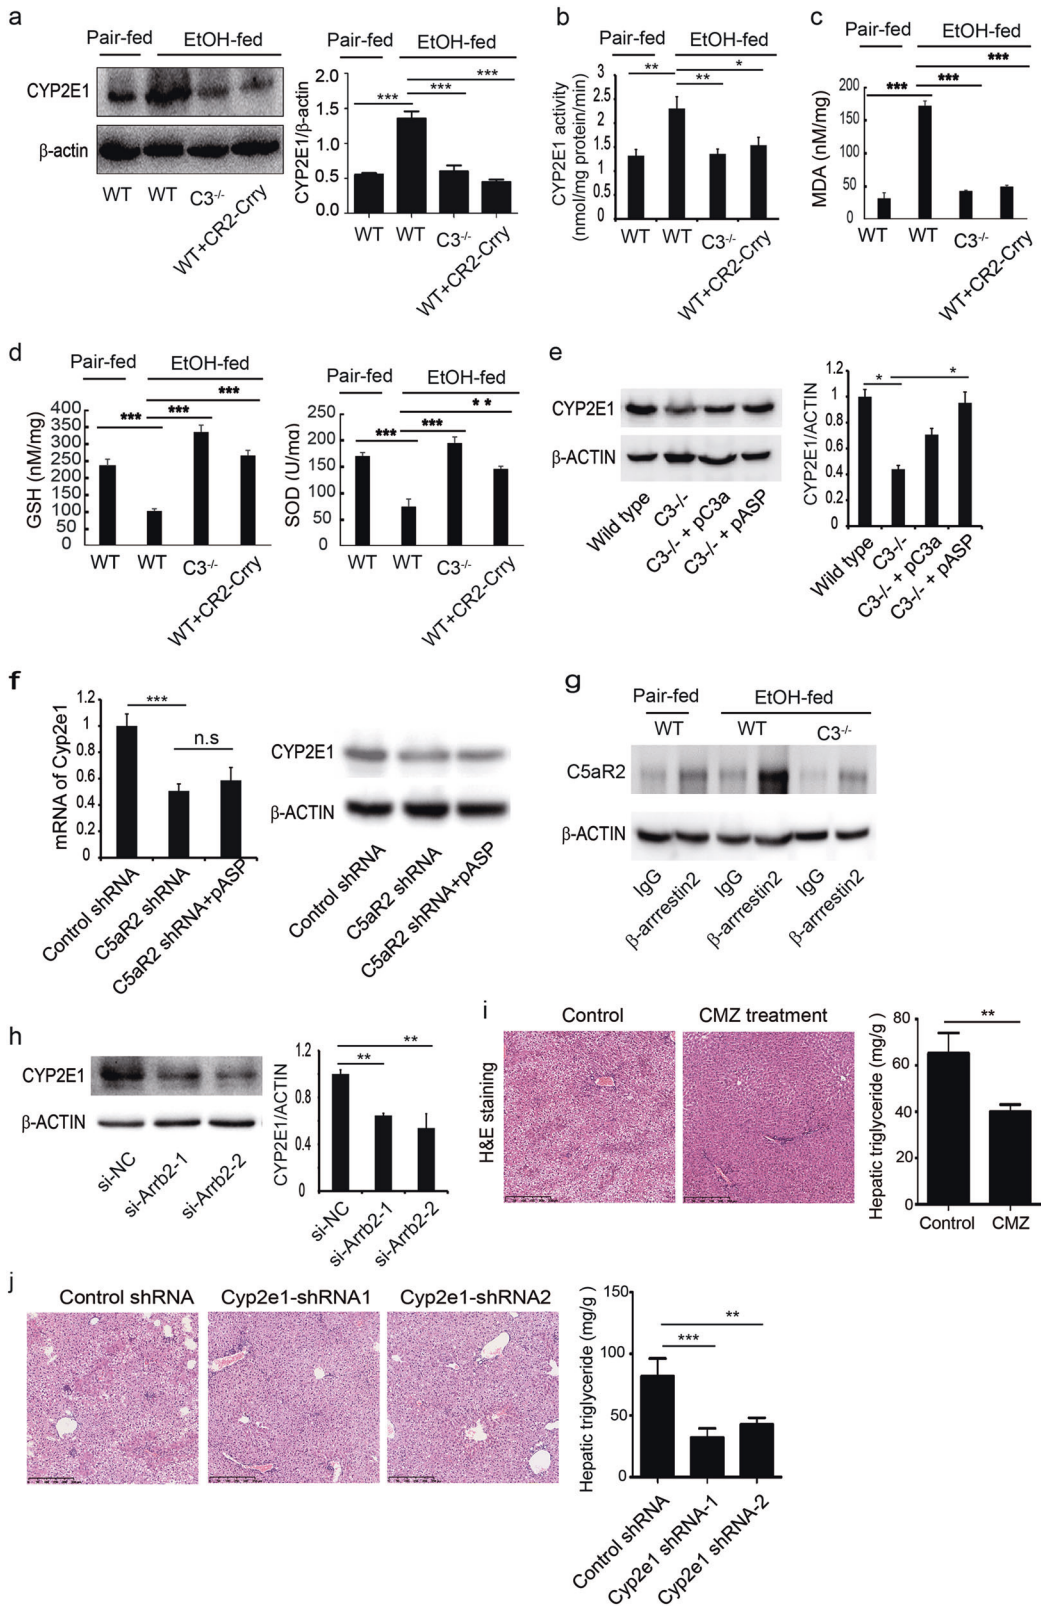 a
Pair-fed
EtOH-fed
CYP2E1
β-actin
WT
WT
C3-/-
WT+CR2-Crry
Pair-fed
EtOH-fed
***
***
***
CYP2E1/β-actin
2.0
1.5
1.0
0.5
0.0
WT
WT
C3-/-
WT+CR2-Crry
b
Pair-fed
EtOH-fed
**
**
*
CYP2E1 activity
(nmol/mg protein/min)
3
2.5
2
1.5
1
0.5
0
WT
WT
C3-/-
WT+CR2-Crry
c
Pair-fed
EtOH-fed
***
***
***
MDA (nM/mg)
200
150
100
50
0
WT
WT
C3-/-
WT+CR2-Crry
d
Pair-fed
EtOH-fed
***
***
***
GSH (nM/mg)
400
350
300
250
200
150
100
50
0
WT
WT
C3-/-
WT+CR2-Crry
Pair-fed
EtOH-fed
**
***
***
SOD (U/mg)
250
200
150
100
50
0
WT
WT
C3-/-
WT+CR2-Crry
e
CYP2E1
β-ACTIN
Wild type
C3-/-
C3-/- + pC3a
C3-/- + pASP
CYP2E1/ACTIN
1.2
1
0.8
0.6
0.4
0.2
0
*
*
Wild type
C3-/-
C3-/- + pC3a
C3-/- + pASP
f
mRNA of Cyp2e1
1.2
1
0.8
0.6
0.4
0.2
0
***
n.s
Control shRNA
C5aR2 shRNA
C5aR2 shRNA+pASP
CYP2E1
β-ACTIN
Control shRNA
C5aR2 shRNA
C5aR2 shRNA+pASP
g
Pair-fed
EtOH-fed
WT
WT
C3-/-
C5aR2
β-ACTIN
IgG
β-arrrestin2
IgG
β-arrrestin2
IgG
β-arrrestin2
h
CYP2E1
β-ACTIN
si-NC
si-Arrb2-1
si-Arrb2-2
CYP2E1/ACTIN
1.2
0.8
0.4
0
**
**
si-NC
si-Arrb2-1
si-Arrb2-2
i
Control
CMZ treatment
H&E staining
Hepatic triglyceride (mg/g)
80
60
40
20
0
**
Control
CMZ
j
Control shRNA
Cyp2e1-shRNA1
Cyp2e1-shRNA2
Hepatic triglyceride (mg/g )
150
100
50
0
**
***
Control shRNA
Cyp2e1 shRNA-1
Cyp2e1 shRNA-2